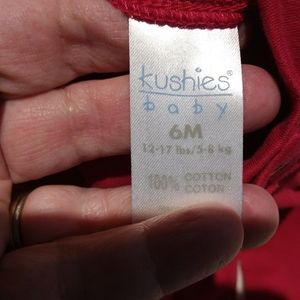 kushies®
baby
6M
12-17 lbs/5-8 kg
100% COTTON
COTON